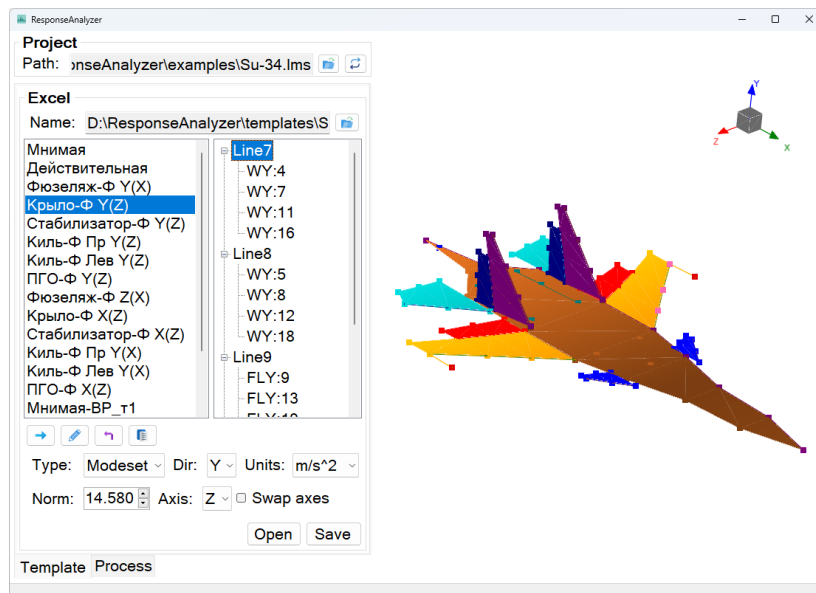 ResponseAnalyzer
Project
Path: onseAnalyzer\examples\Su-34.lms
Excel
Name: D:\ResponseAnalyzer\templates\S
Мнимая
Действительная
Фюзеляж-Ф Y(X)
Крыло-Ф Y(Z)
Стабилизатор-Ф Y(Z)
Киль-Ф Пр Y(Z)
Киль-Ф Лев Y(Z)
ПГО-Ф Y(Z)
Фюзеляж-Ф Z(X)
Крыло-Ф X(Z)
Стабилизатор-Ф X(Z)
Киль-Ф Пр Y(X)
Киль-Ф Лев Y(X)
ПГО-Ф X(Z)
Мнимая-ВР_т1
Line7
WY:4
WY:7
WY:11
WY:16
Line8
WY:5
WY:8
WY:12
WY:18
Line9
FLY:9
FLY:13
Type: Modeset Dir: Y Units: m/s^2
Norm: 14.580 Axis: Z Swap axes
Open Save
Template Process
Y
Z
X